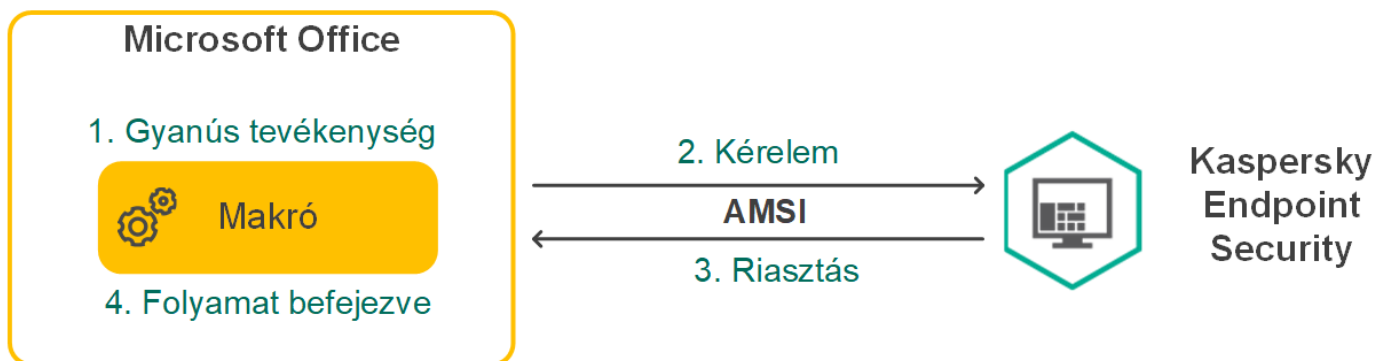 Microsoft Office
1. Gyanús tevékenység
Makró
4. Folyamat befejezve
2. Kérelem
AMSI
3. Riasztás
Kaspersky
Endpoint
Security